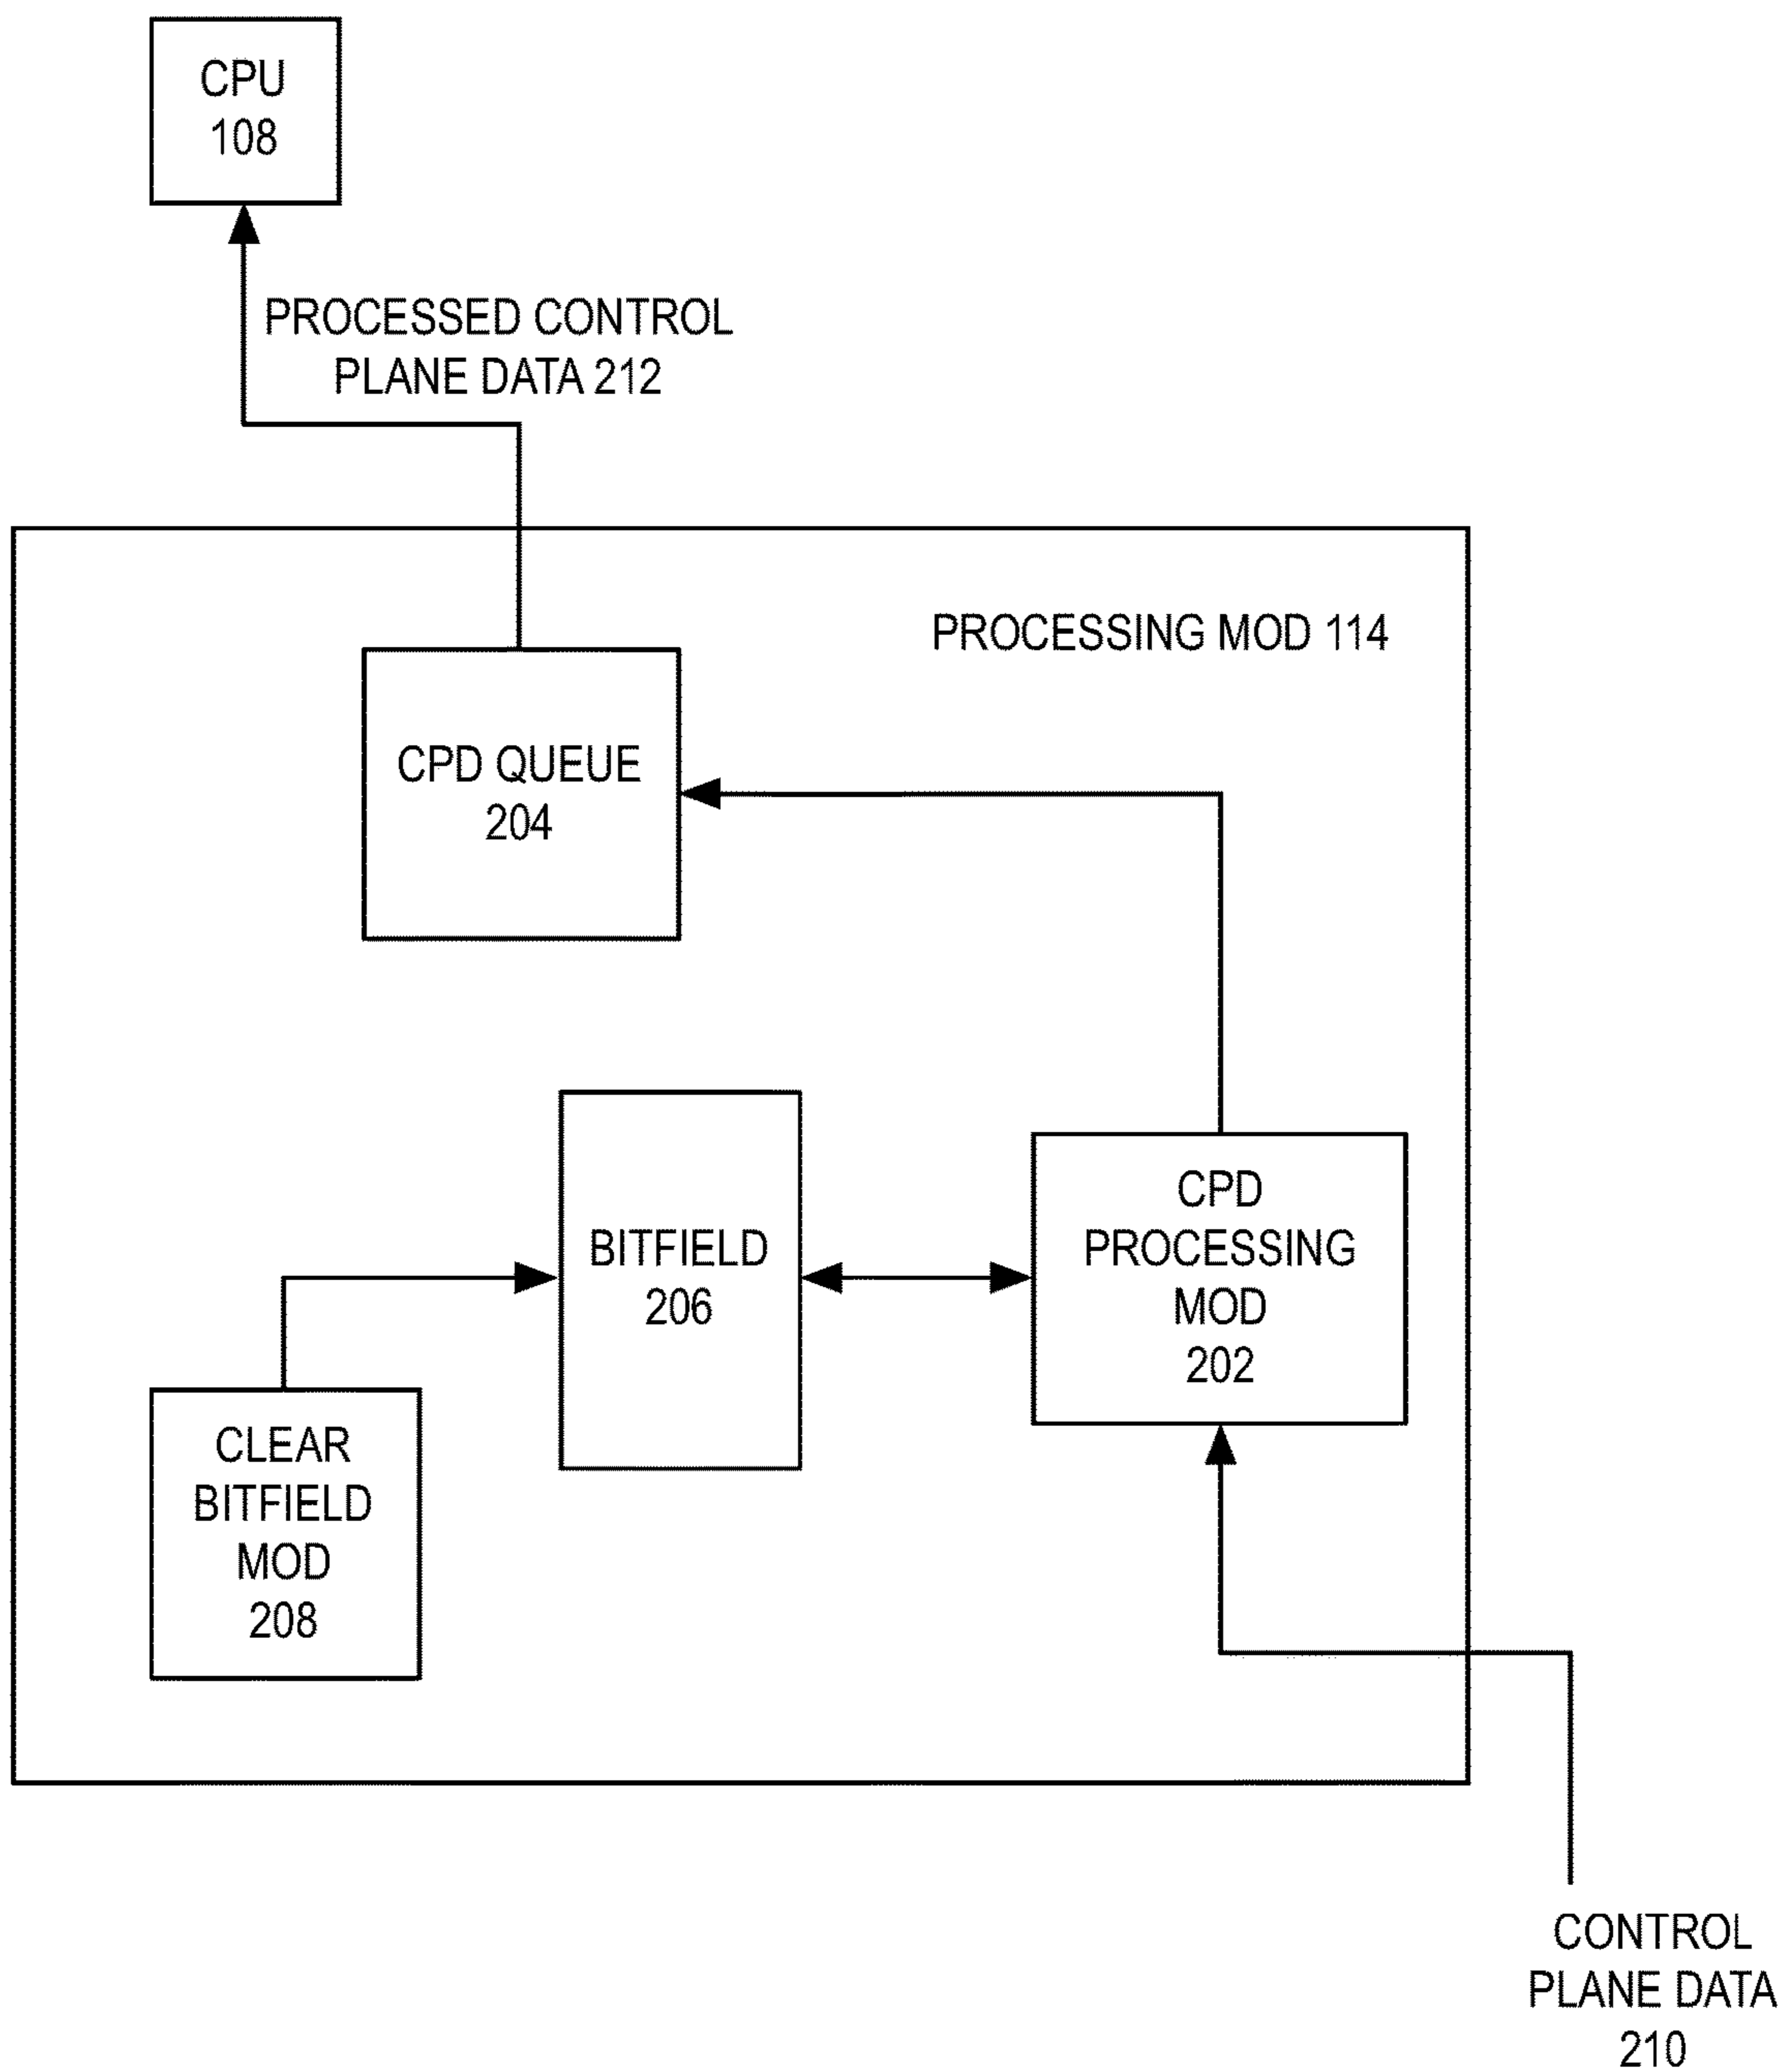 CPU
108
PROCESSED CONTROL
PLANE DATA 212
PROCESSING MOD 114
CPD QUEUE
204
CPD
PROCESSING
MOD
202
BITFIELD
206
CLEAR
BITFIELD
MOD
208
CONTROL
PLANE DATA
210